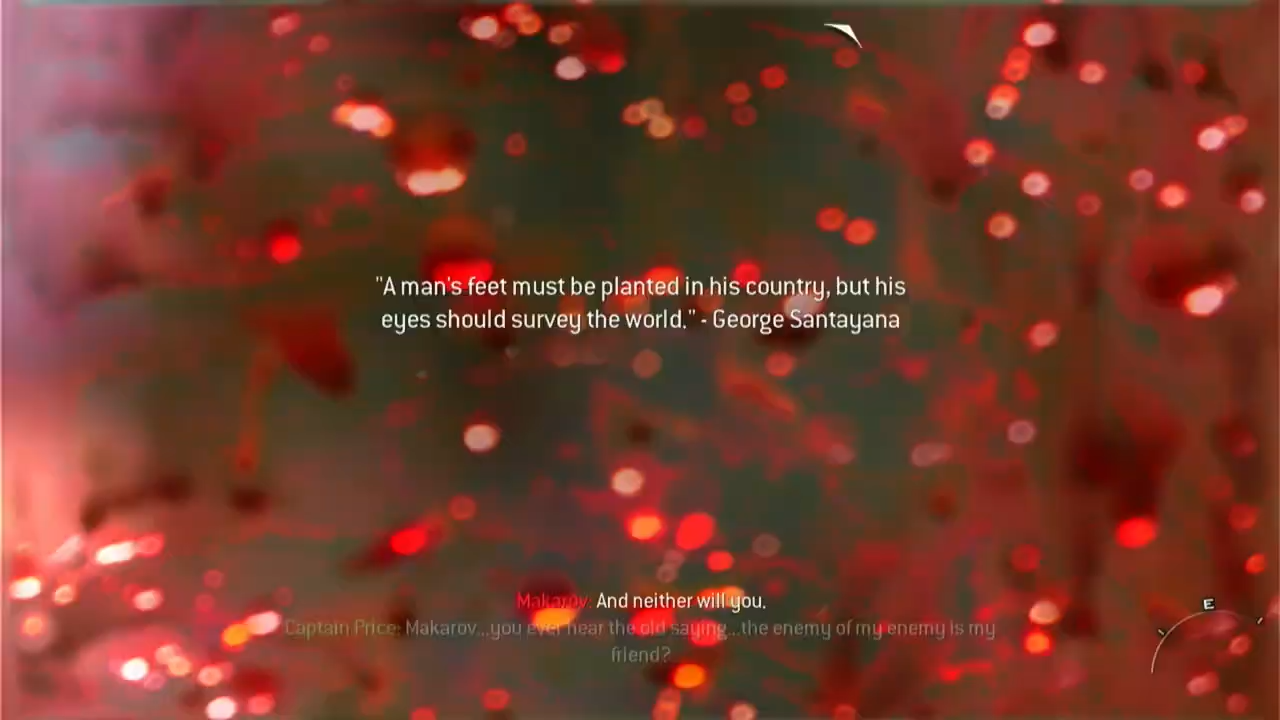 "A man's feet must be planted in his country, but his
eyes should survey the world." - George Santayana
Makarov: And neither will you.
Captain Price: Makarov...you ever hear the old saying...the enemy of my enemy is my
friend?
E